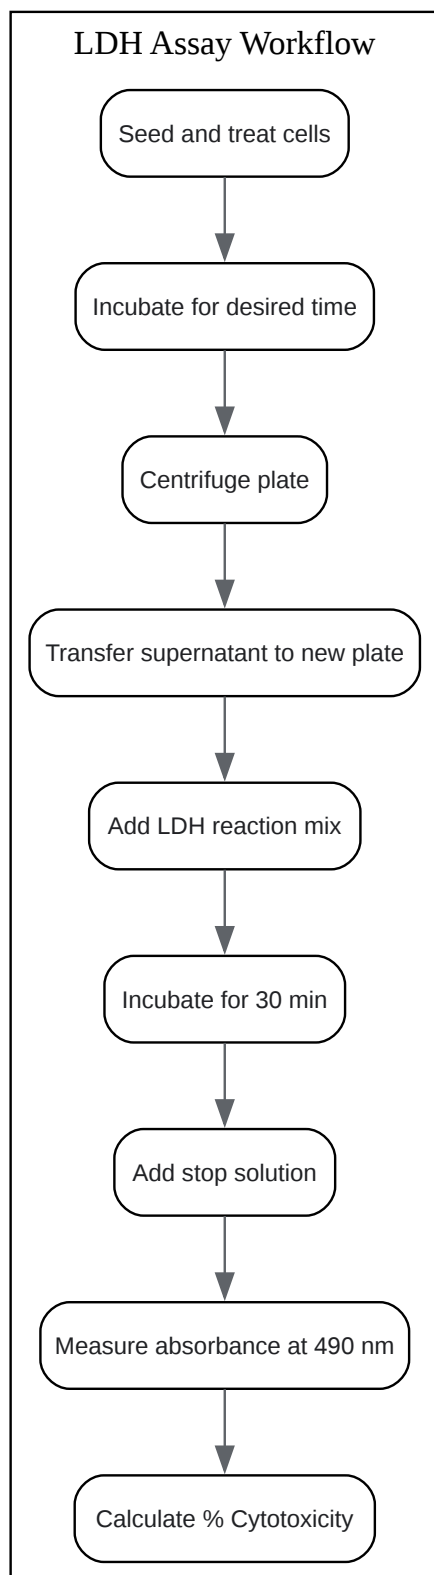 LDH Assay Workflow
Seed and treat cells
Incubate for desired time
Centrifuge plate
Transfer supernatant to new plate
Add LDH reaction mix
Incubate for 30 min
Add stop solution
Measure absorbance at 490 nm
Calculate % Cytotoxicity